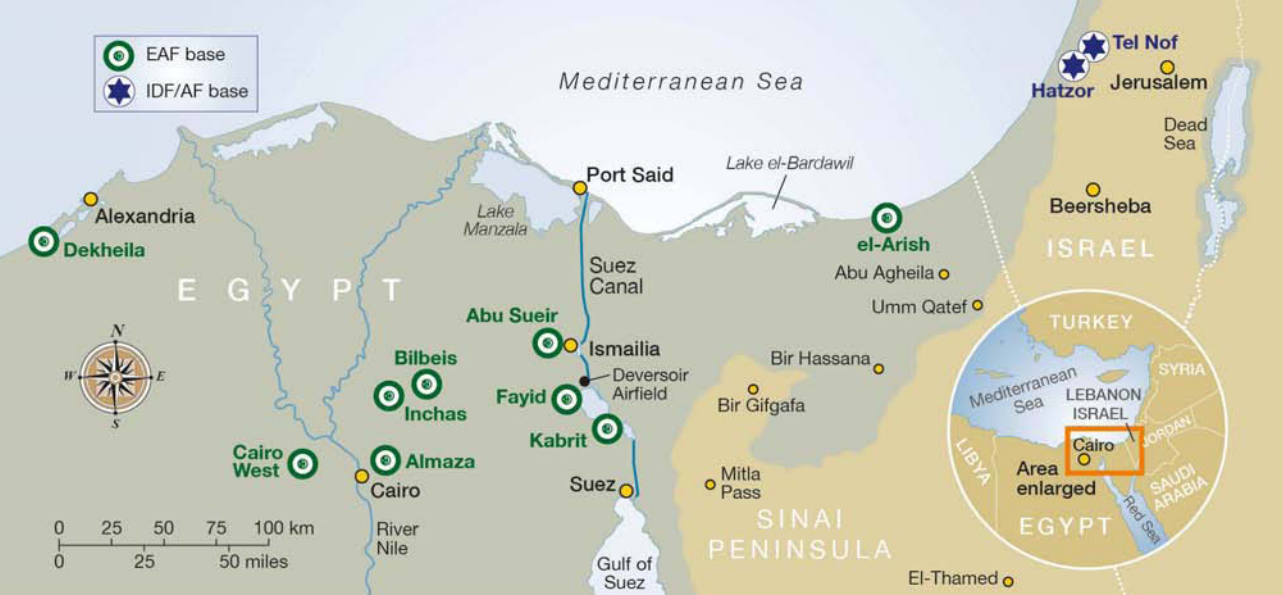 EAF base
IDF/AF base
Mediterranean Sea
Tel Nof
Hatzor
Jerusalem
Dead
Sea
Lake el-Bardawil
Port Said
Alexandria
Lake
Manzala
Beersheba
Dekheila
el-Arish
ISRAEL
Suez
Canal
Abu Agheila
EGYPT
Umm Qatef
Abu Sueir
Ismailia
N
W
E
S
Bilbeis
Inchas
Bir Hassana
Deversoir
Airfield
Fayid
Bir Gifgafa
Kabrit
Cairo
West
Almaza
Cairo
Suez
Mitla
Pass
0 25 50 75 100 km
0 25 50 miles
River
Nile
SINAI
PENINSULA
Gulf of
Suez
El-Thamed
TURKEY
Mediterranean
Sea
SYRIA
LEBANON
ISRAEL
JORDAN
LIBYA
Cairo
Area
enlarged
SAUDI
ARABIA
EGYPT
Red Sea